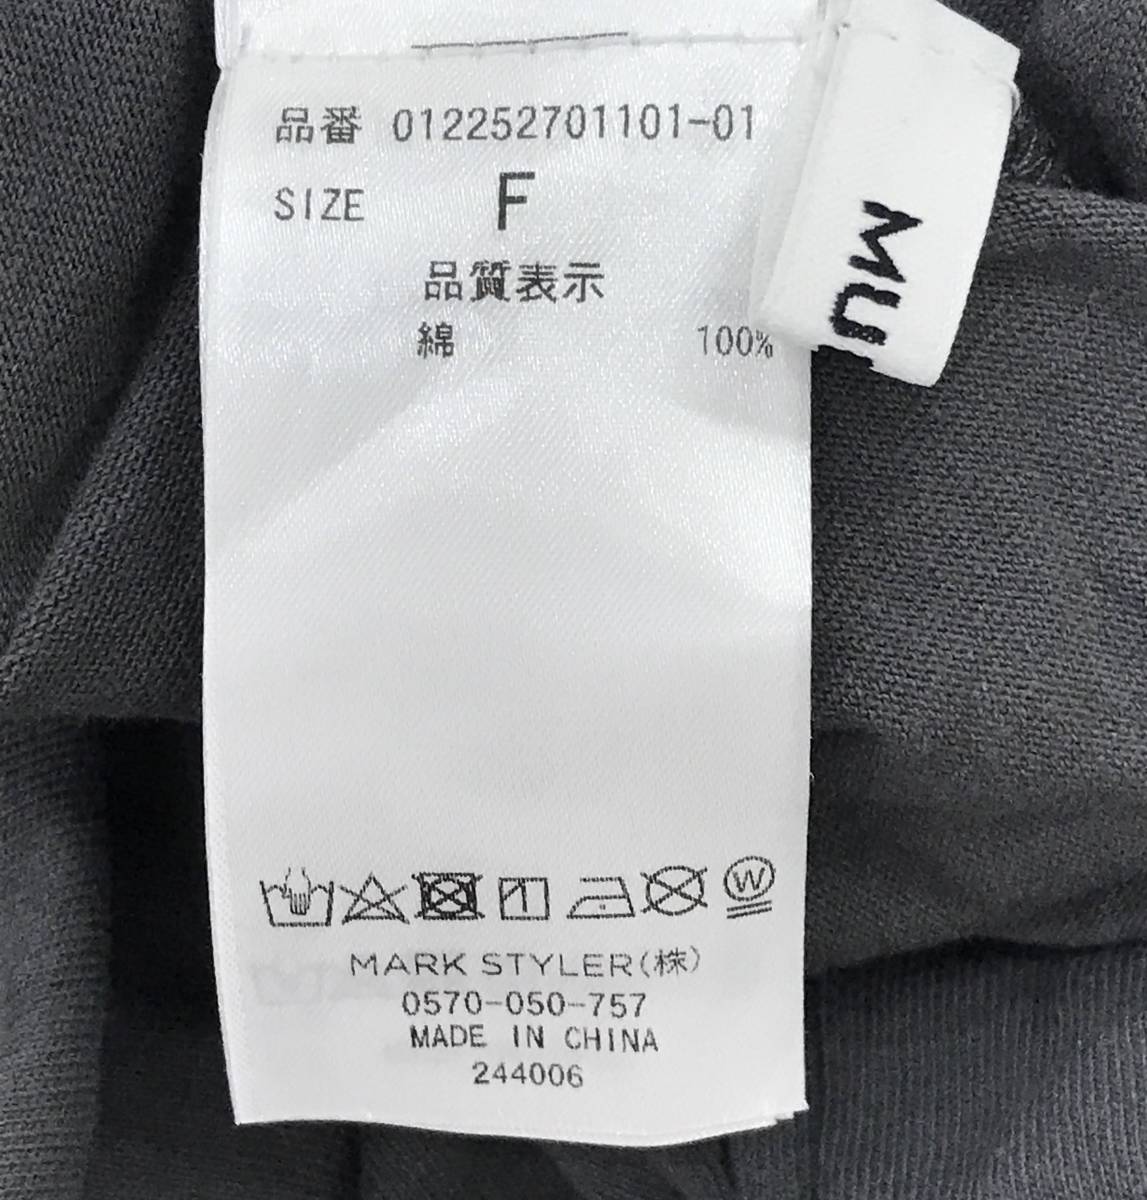 品番 012252701101-01
SIZE F
品質表示
綿 100%
W
MARK STYLER(株)
0570-050-757
MADE IN CHINA
244006
MU